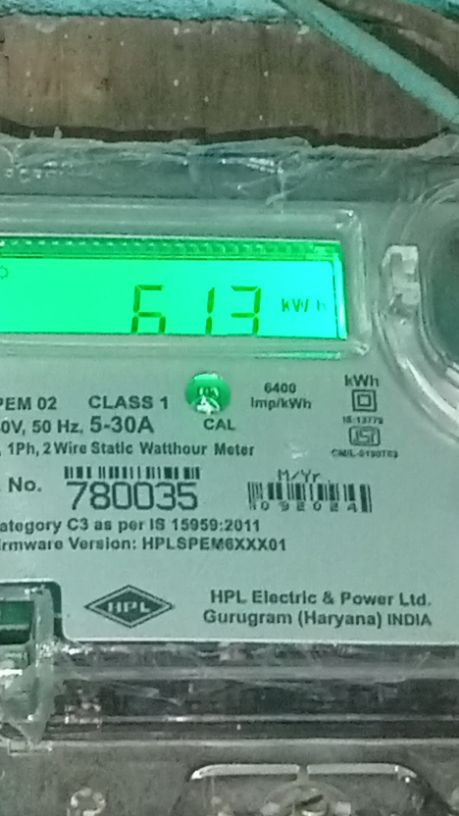 613 kWh
6400
Imp/kWh
kWh
PEM 02 CLASS 1
0V, 50 Hz, 5-30A
CAL
1Ph, 2 Wire Static Watthour Meter
No. 780035
M/Yr.
092024
ategory C3 as per IS 15959:2011
rmware Version: HPLSPEM6XXX01
HPL
HPL Electric & Power Ltd.
Gurugram (Haryana) INDIA